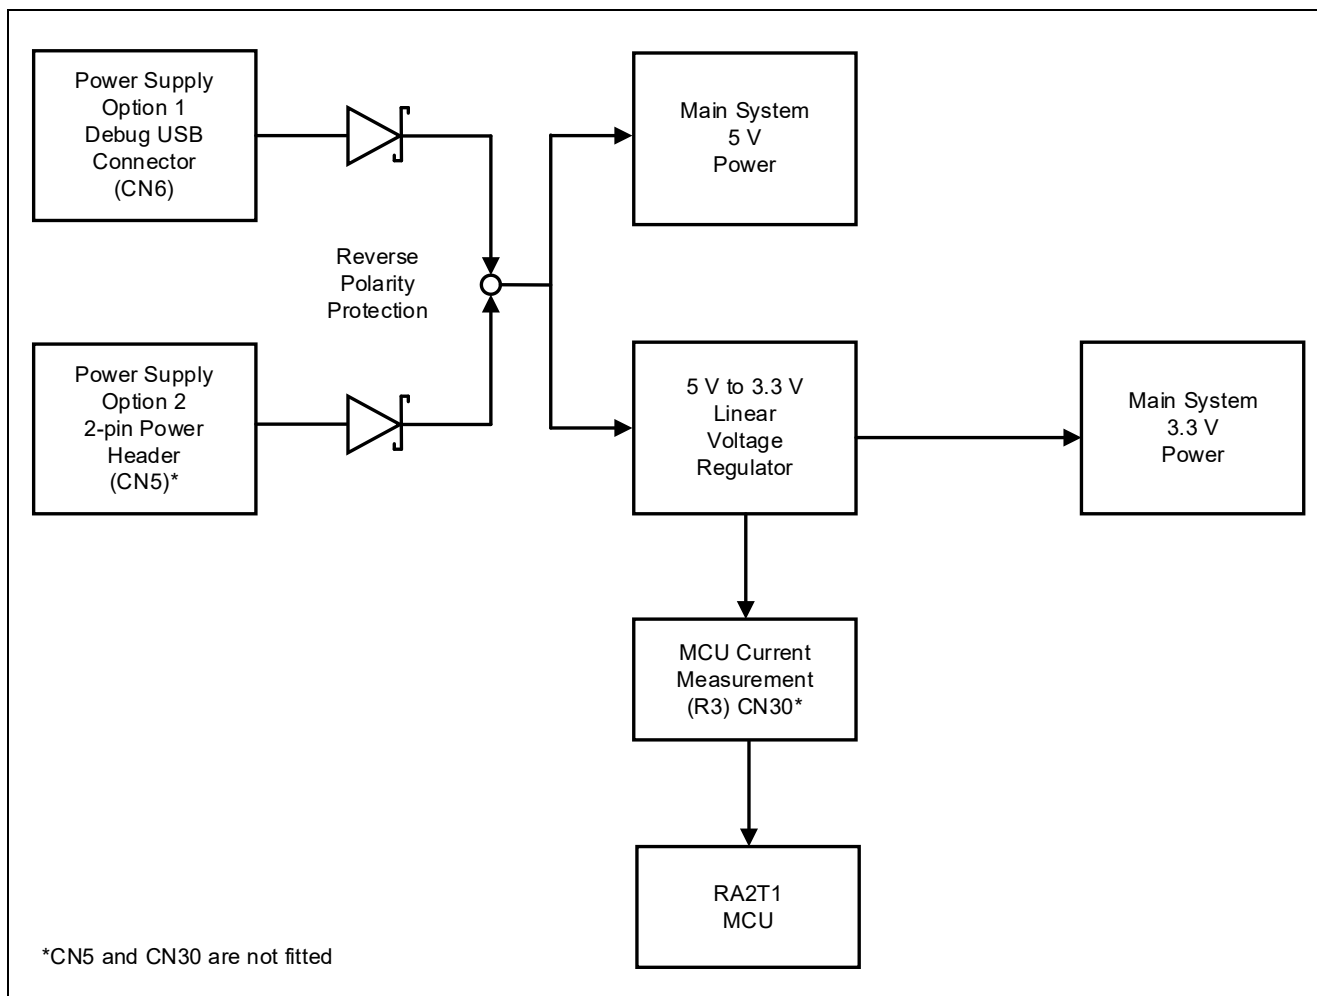 Power Supply
Option 1
Debug USB
Connector
(CN6)
Main System
5 V
Power
Reverse
Polarity
Protection
Power Supply
Option 2
2-pin Power
Header
(CN5)*
5 V to 3.3 V
Linear
Voltage
Regulator
Main System
3.3 V
Power
MCU Current
Measurement
(R3) CN30*
RA2T1
MCU
*CN5 and CN30 are not fitted